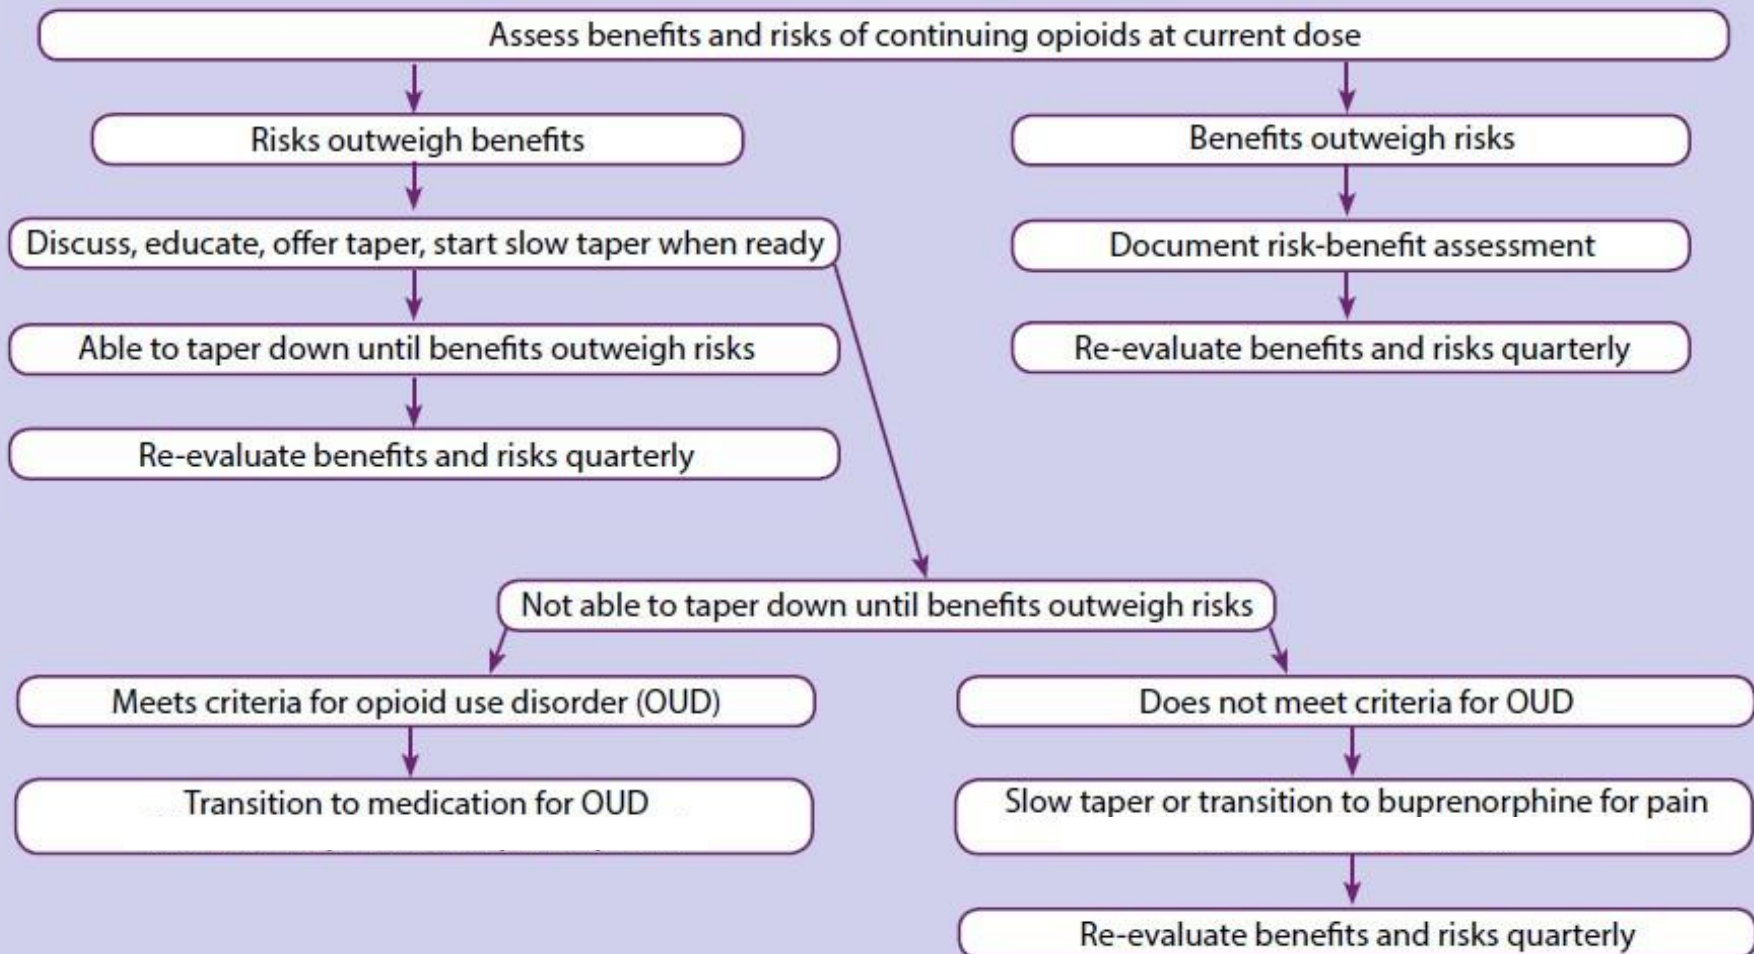 Assess benefits and risks of continuing opioids at current dose
Risks outweigh benefits
Benefits outweigh risks
Discuss, educate, offer taper, start slow taper when ready
Document risk-benefit assessment
Able to taper down until benefits outweigh risks
Re-evaluate benefits and risks quarterly
Re-evaluate benefits and risks quarterly
Not able to taper down until benefits outweigh risks
Meets criteria for opioid use disorder (OUD)
Does not meet criteria for OUD
Transition to medication for OUD
Slow taper or transition to buprenorphine for pain
Re-evaluate benefits and risks quarterly